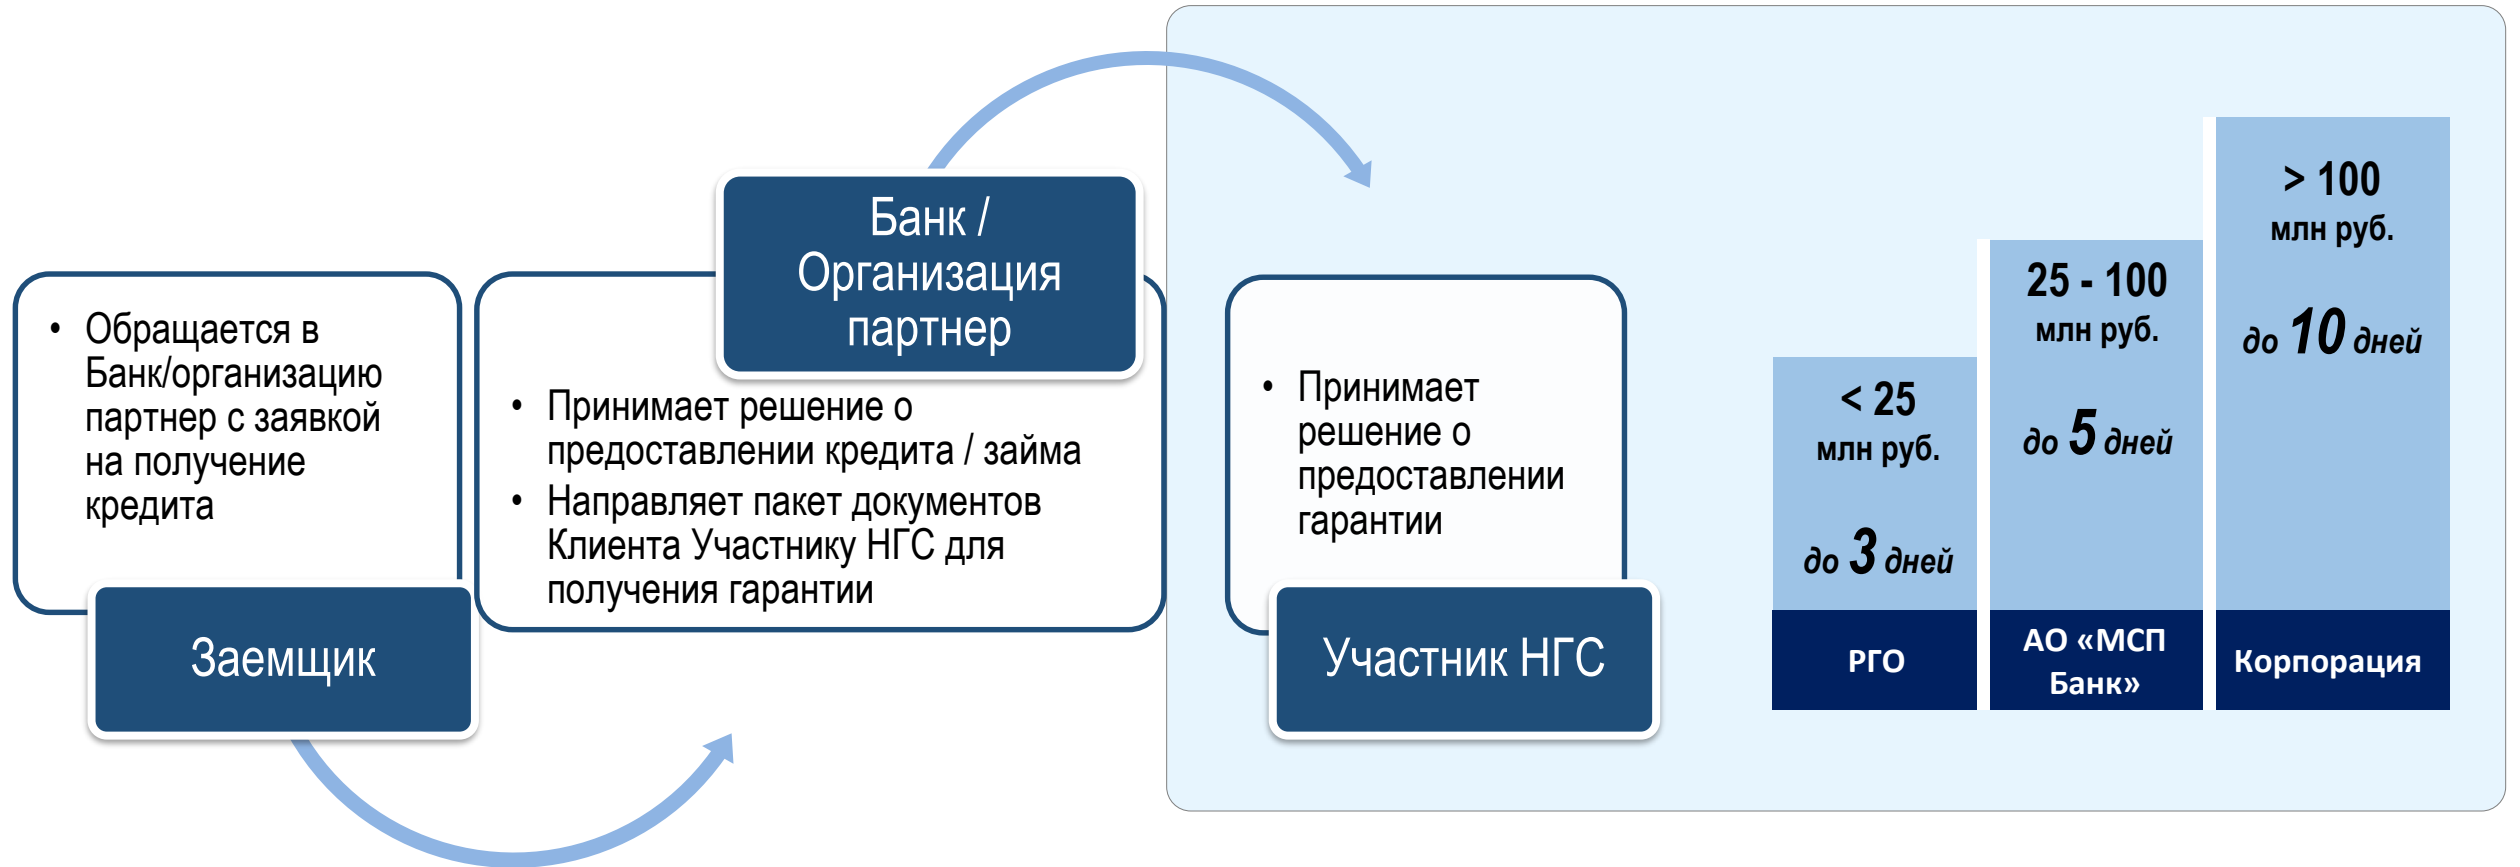 • Обращается в
Банк/организацию
партнер с заявкой
на получение
кредита
Заемщик
Банк /
Организация
партнер
• Принимает решение о
предоставлении кредита / займа
• Направляет пакет документов
Клиента Участнику НГС для
получения гарантии
• Принимает
решение о
предоставлении
гарантии
Участник НГС
< 25
млн руб.
до 3 дней
РГО
25 - 100
млн руб.
до 5 дней
АО «МСП
Банк»
> 100
млн руб.
до 10 дней
Корпорация